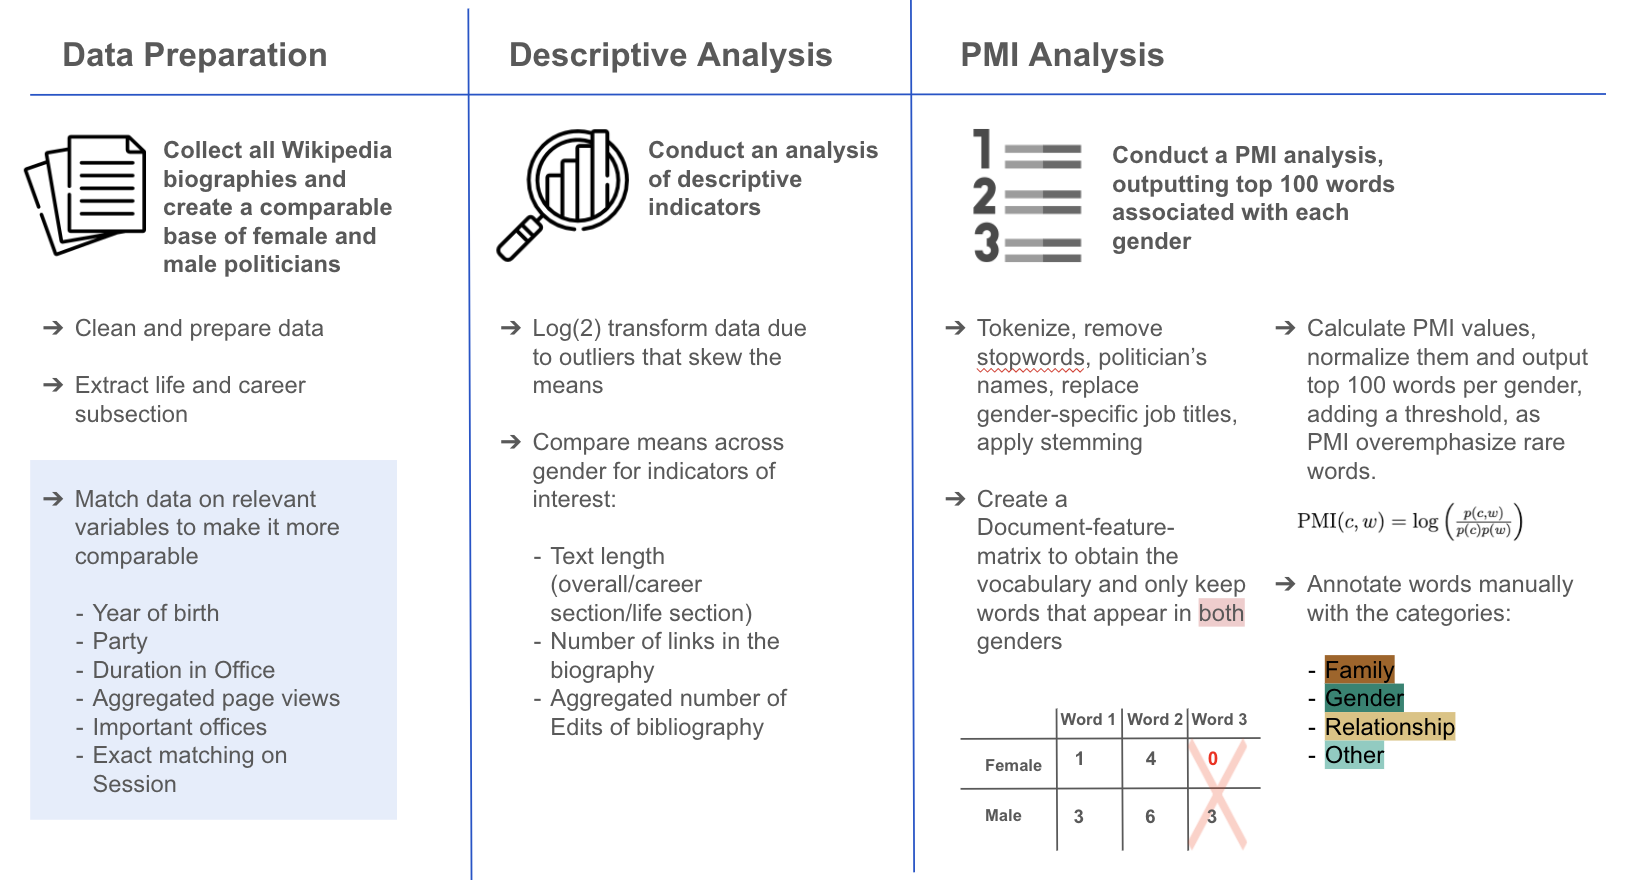 Data Preparation
Descriptive Analysis
PMI Analysis
Collect all Wikipedia
biographies and
create a comparable
base of female and
male politicians
➔ Clean and prepare data
➔ Extract life and career
subsection
➔ Match data on relevant
variables to make it more
comparable
- Year of birth
- Party
- Duration in Office
- Aggregated page views
- Important offices
- Exact matching on
Session
Conduct an analysis
of descriptive
indicators
➔ Log(2) transform data due
to outliers that skew the
means
➔ Compare means across
gender for indicators of
interest:
- Text length
(overall/career
section/life section)
- Number of links in the
biography
- Aggregated number of
Edits of bibliography
1
2
3
Conduct a PMI analysis,
outputting top 100 words
associated with each
gender
➔ Tokenize, remove
stopwords, politician's
names, replace
gender-specific job titles,
apply stemming
➔ Create a
Document-feature-
matrix to obtain the
vocabulary and only keep
words that appear in both
genders
Word 1 Word 2 Word 3
Female 1 4 0
Male 3 6 3
➔ Calculate PMI values,
normalize them and output
top 100 words per gender,
adding a threshold, as
PMI overemphasize rare
words.
PMI(c, w) = log (p(c,w) / p(c)p(w))
➔ Annotate words manually
with the categories:
- Family
- Gender
- Relationship
- Other